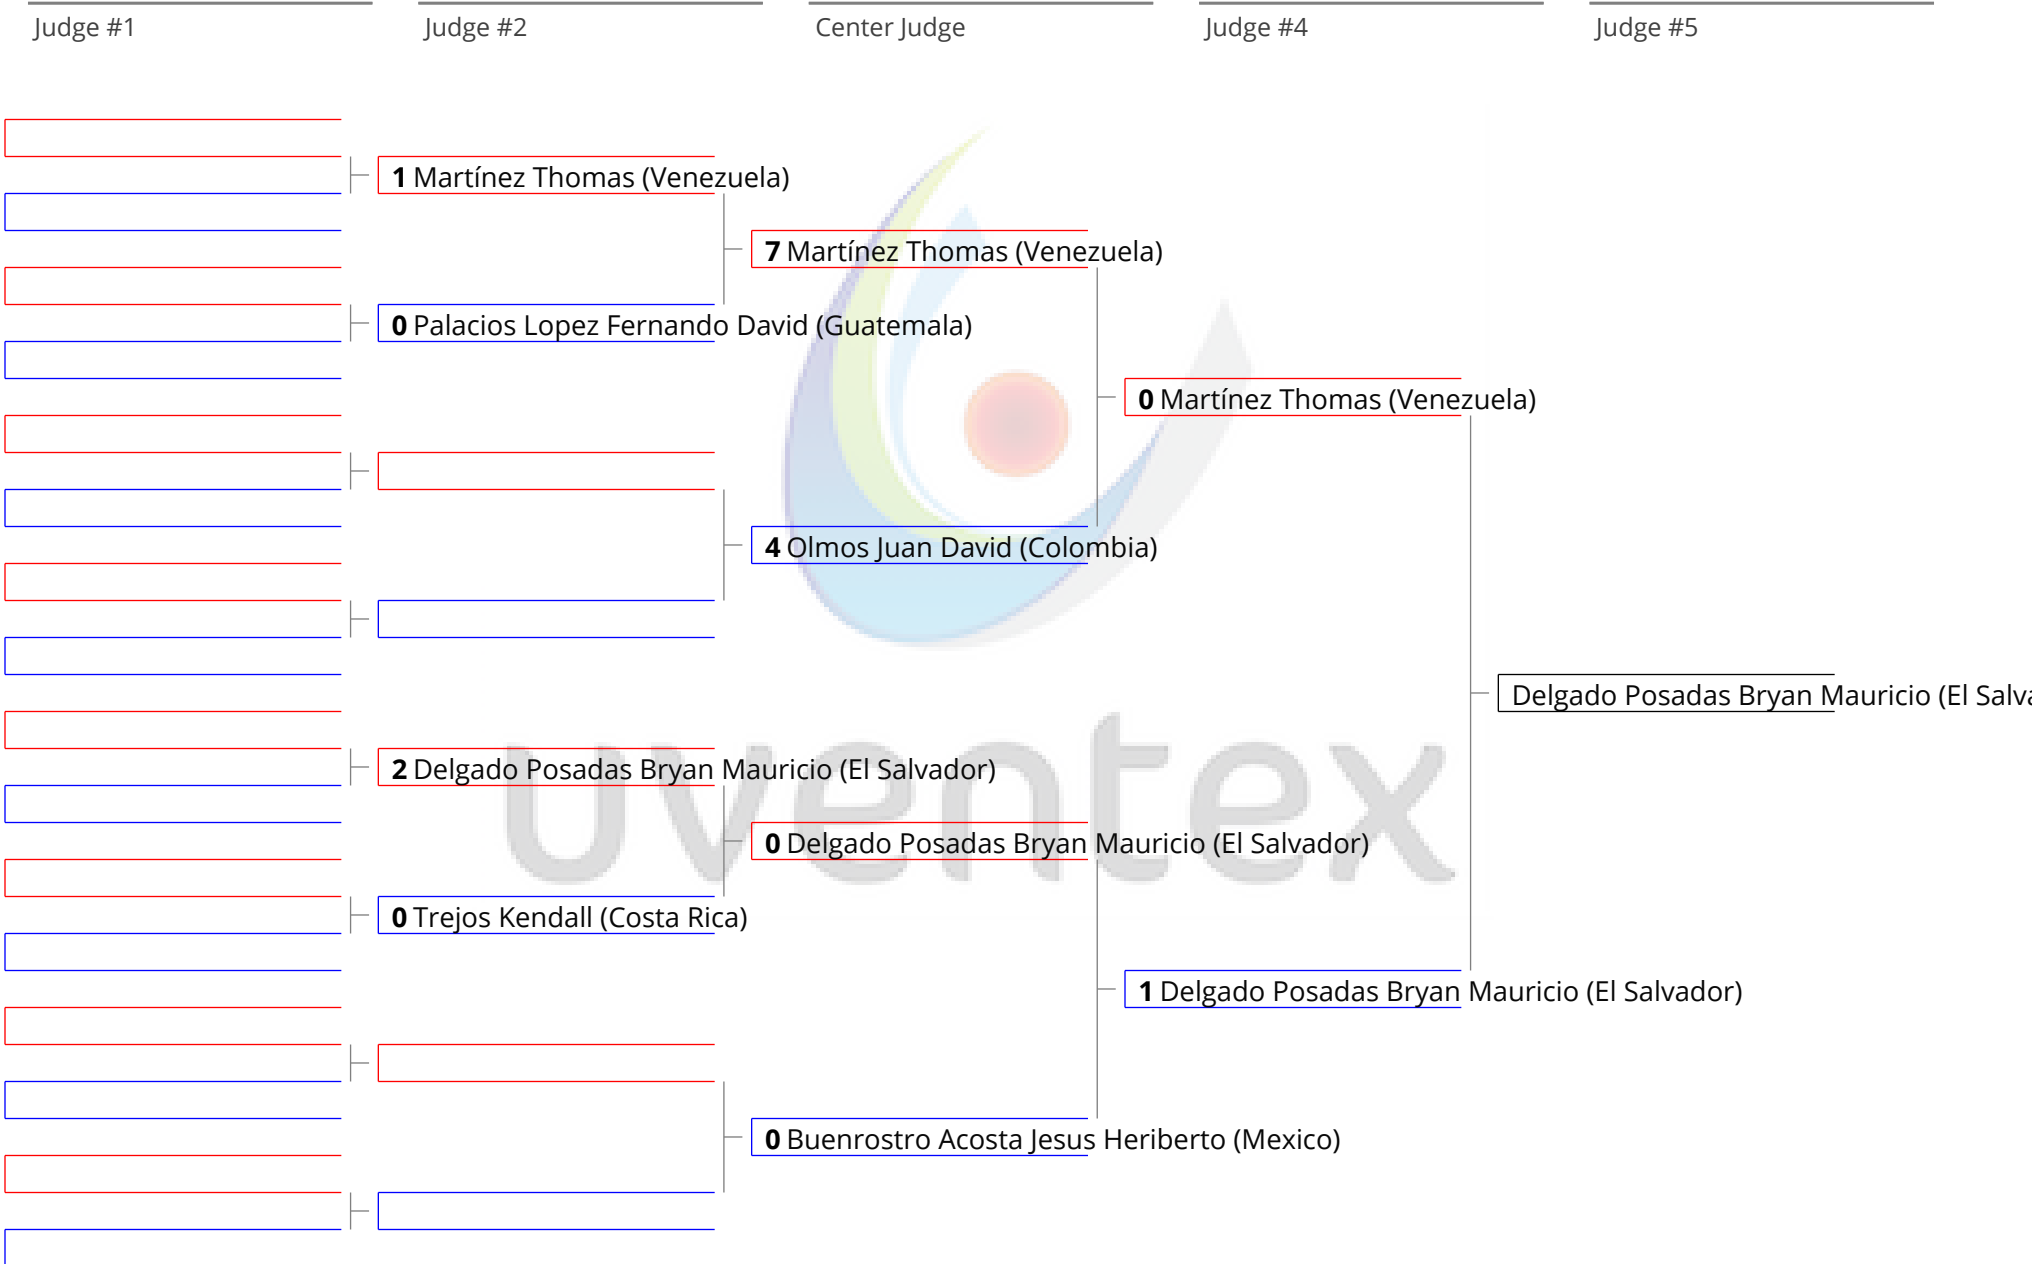 Judge #1 Judge #2 Center Judge Judge #4 Judge #5
1 Martínez Thomas (Venezuela)
7 Martínez Thomas (Venezuela)
0 Palacios Lopez Fernando David (Guatemala)
0 Martínez Thomas (Venezuela)
4 Olmos Juan David (Colombia)
Delgado Posadas Bryan Mauricio (El Salva
2 Delgado Posadas Bryan Mauricio (El Salvador)
uventex
0 Delgado Posadas Bryan Mauricio (El Salvador)
0 Trejos Kendall (Costa Rica)
1 Delgado Posadas Bryan Mauricio (El Salvador)
0 Buenrostro Acosta Jesus Heriberto (Mexico)